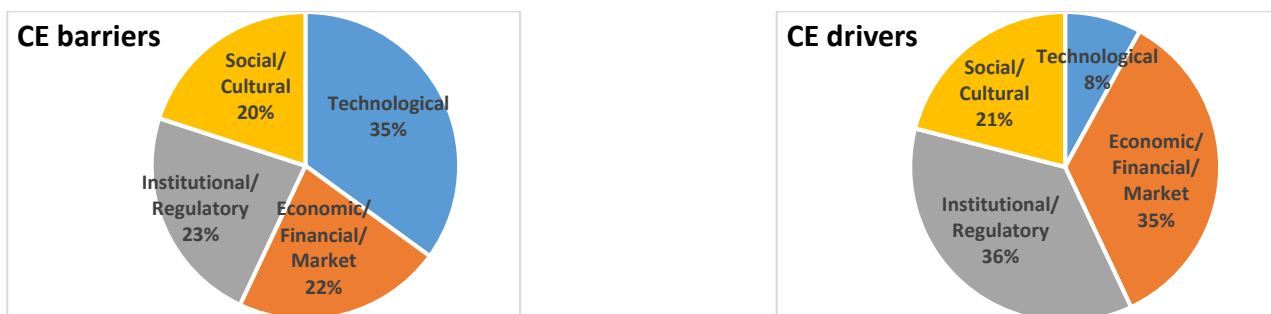 CE barriers
Social/
Cultural
20%
Technological
35%
Institutional/
Regulatory
23%
Economic/
Financial/
Market
22%
CE drivers
Social/
Cultural
21%
Technological
8%
Economic/
Financial/
Market
35%
Institutional/
Regulatory
36%